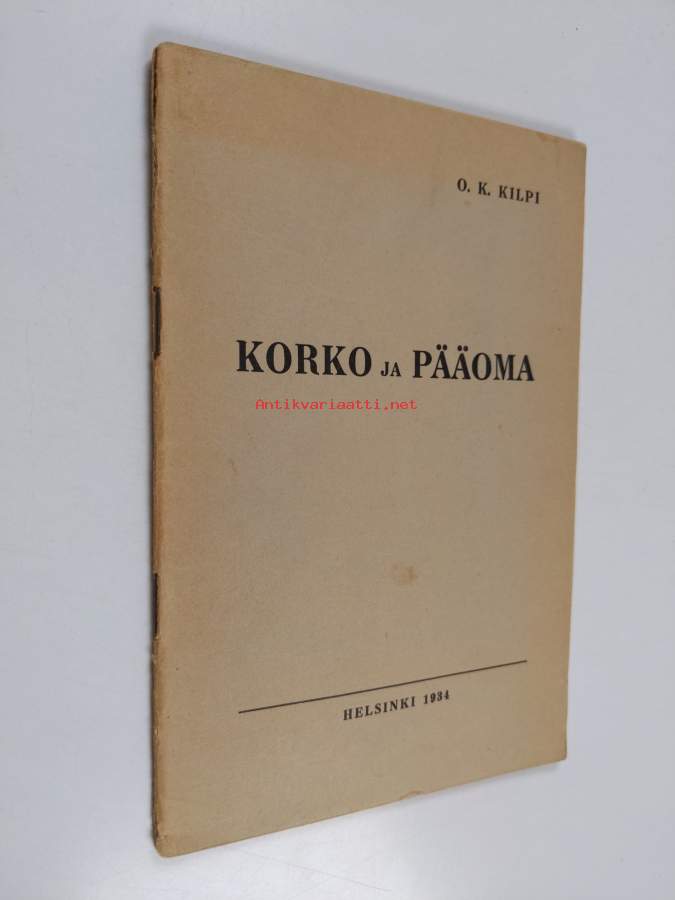 O. K. KILPI
KORKO JA PÄÄOMA
Antikvariaatti.net
HELSINKI 1934